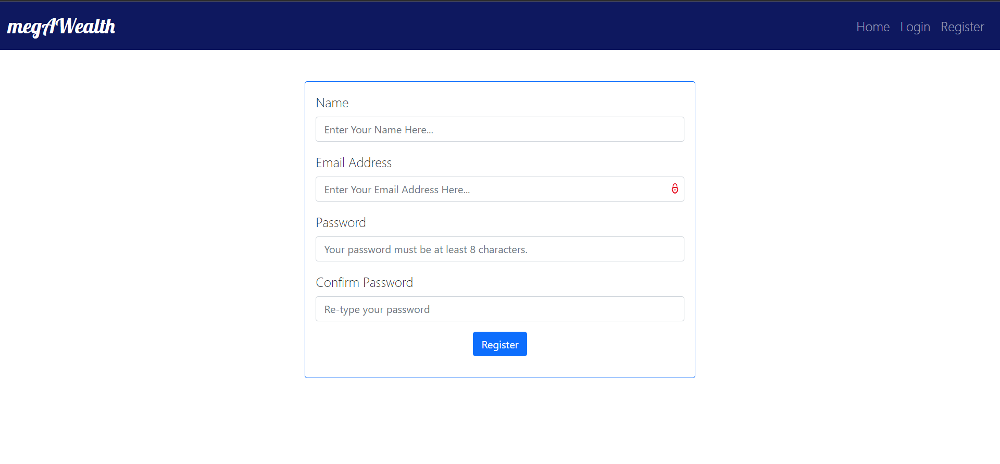 megAWealth
Home Login Register
Name
Enter Your Name Here...
Email Address
Enter Your Email Address Here...
Password
Your password must be at least 8 characters.
Confirm Password
Re-type your password
Register